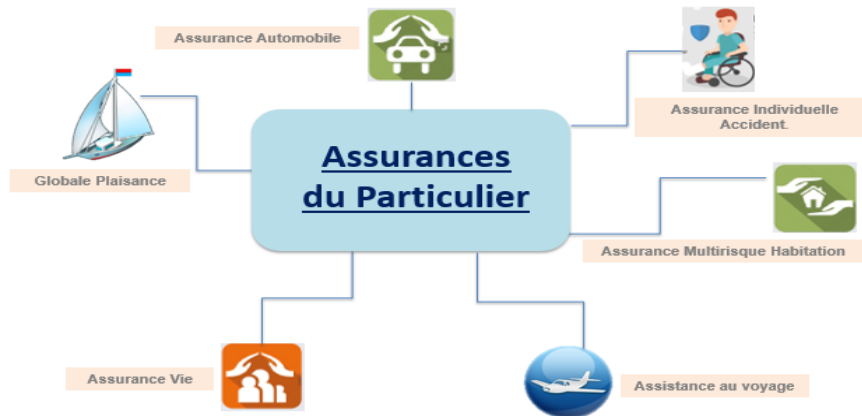 Assurance Automobile
Assurance Individuelle
Accident.
Assurances
du Particulier
Globale Plaisance
Assurance Multirisque Habitation
Assurance Vie
Assistance au voyage